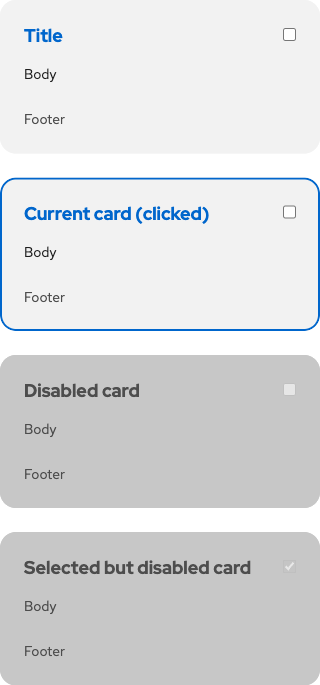 Title
Body
Footer
Current card (clicked)
Body
Footer
Disabled card
Body
Footer
Selected but disabled card
Body
Footer